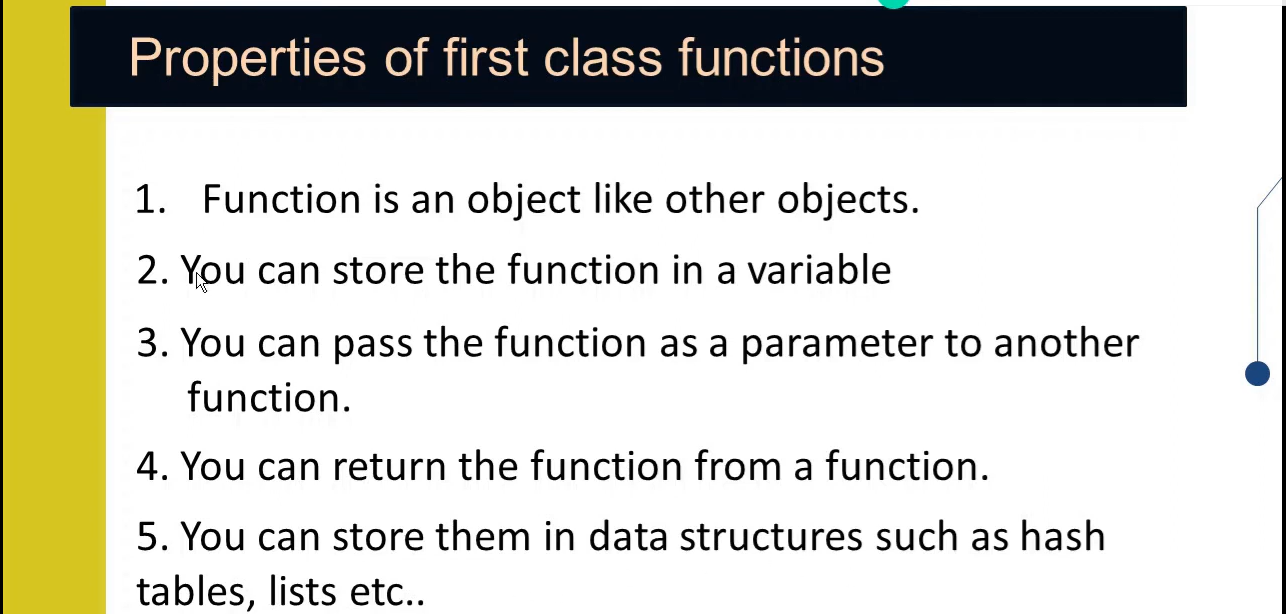 Properties of first class functions
1. Function is an object like other objects.
2. You can store the function in a variable
3. You can pass the function as a parameter to another
function.
4. You can return the function from a function.
5. You can store them in data structures such as hash
tables, lists etc..